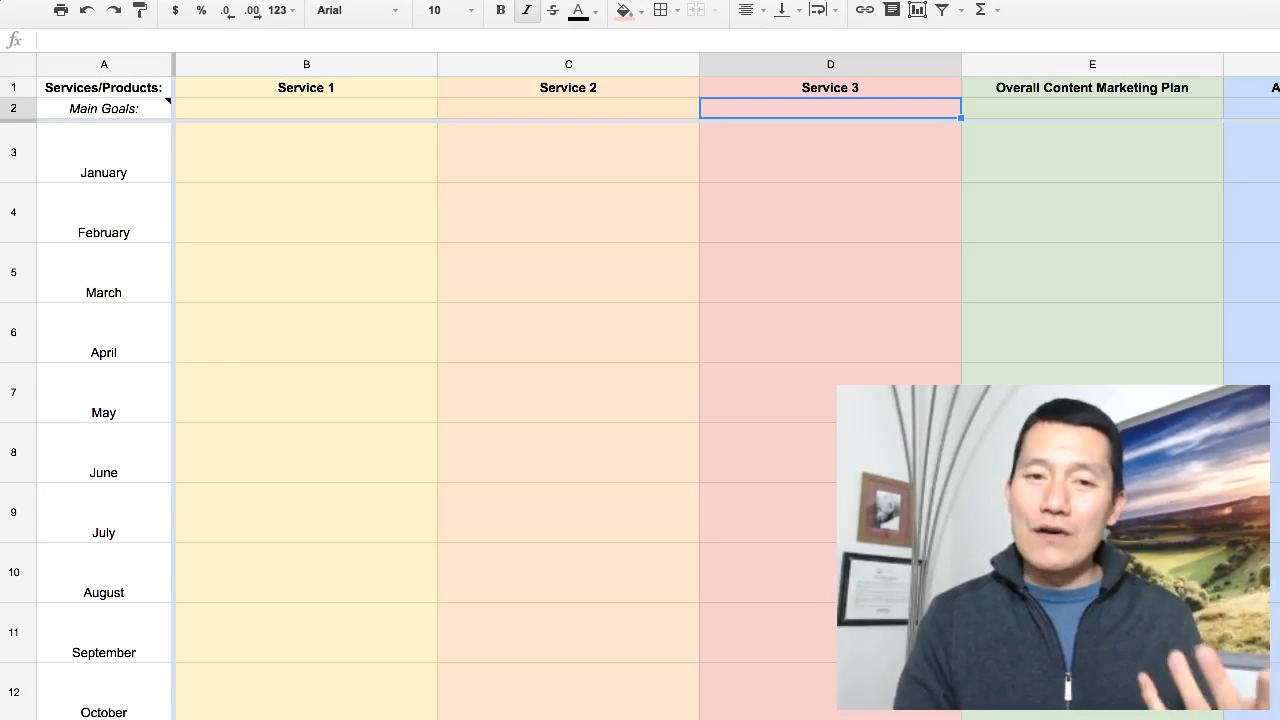 $ % .0 .00 123 Arial 10 B I S A Σ
fx
A B C D E
1 Services/Products: Service 1 Service 2 Service 3 Overall Content Marketing Plan A
2 Main Goals:
3 January
4 February
5 March
6 April
7 May
8 June
9 July
10 August
11 September
12 October